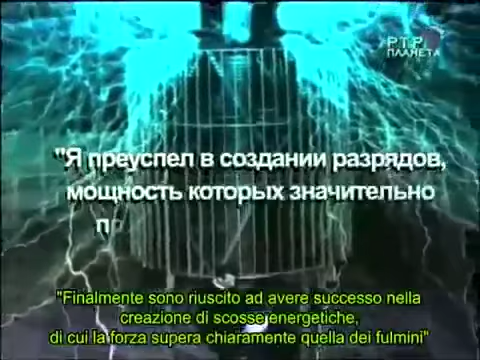 РТР
ПЛАНЕТА
"Я преуспел в создании разрядов,
мощность которых значительно
"Finalmente sono riuscito ad avere successo nella
creazione di scosse energetiche,
di cui la forza supera chiaramente quella dei fulmini"